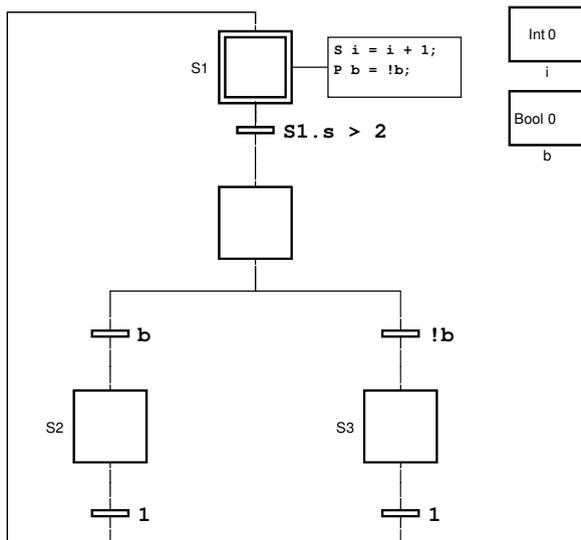 S1
S i = i + 1;
P b = !b;
Int 0
i
Bool 0
b
S1.s > 2
b
!b
S2
S3
1
1